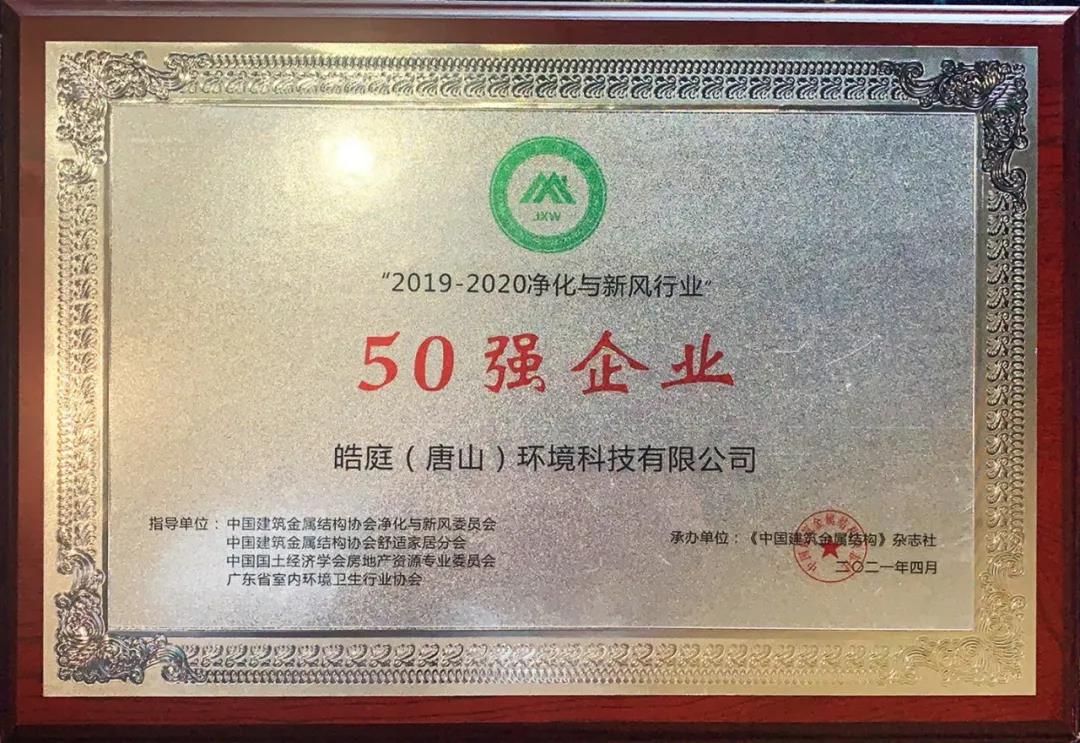 JXW
“2019-2020净化与新风行业”
50强企业
皓庭（唐山）环境科技有限公司
指导单位：中国建筑金属结构协会净化与新风委员会
中国建筑金属结构协会舒适家居分会
中国国土经济学会房地产资源专业委员会
广东省室内环境卫生行业协会
承办单位：《中国建筑金属结构》杂志社
二〇二一年四月